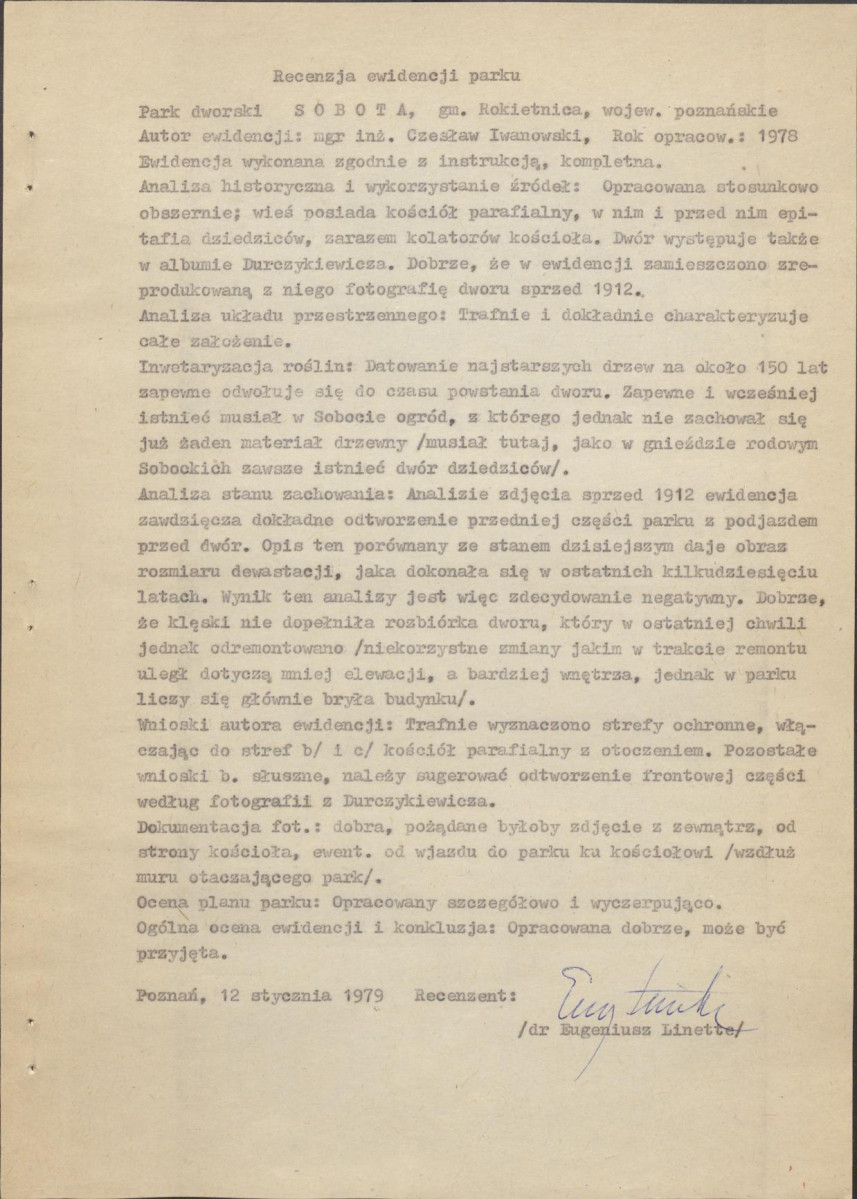 Recenzja ewidencji parku
Park dworski S O B O T A, gm. Rokietnica, wojew. poznańskie
Autor ewidencji: mgr inż. Czesław Iwanowski, Rok opracow.: 1978
Ewidencja wykonana zgodnie z instrukcją, kompletna.
Analiza historyczna i wykorzystanie źródeł: Opracowana stosunkowo
obszernie; wieś posiada kościół parafialny, w nim i przed nim epi-
tafia dziedziców, zarazem kolatorów kościoła. Dwór występuje także
w albumie Durczykiewicza. Dobrze, że w ewidencji zamieszczono zre-
produkowaną z niego fotografię dworu sprzed 1912.
Analiza układu przestrzennego: Trafnie i dokładnie charakteryzuje
całe założenie.
Inwetaryzacja roślin: Datowanie najstarszych drzew na około 150 lat
zapewne odwołuje się do czasu powstania dworu. Zapewne i wcześniej
istnieć musiał w Sobocie ogród, z którego jednak nie zachował się
już żaden materiał drzewny /musiał tutaj, jako w gnieździe rodowym
Sobockich zawsze istnieć dwór dziedziców/.
Analiza stanu zachowania: Analizie zdjęcia sprzed 1912 ewidencja
zawdzięcza dokładne odtworzenie przedniej części parku z podjazdem
przed dwór. Opis ten porównany ze stanem dzisiejszym daje obraz
rozmiaru dewastacji, jaka dokonała się w ostatnich kilkudziesięciu
latach. Wynik ten analizy jest więc zdecydowanie negatywny. Dobrze,
że klęski nie dopełniła rozbiórka dworu, który w ostatniej chwili
jednak odremontowano /niekorzystne zmiany jakim w trakcie remontu
uległ dotyczą mniej elewacji, a bardziej wnętrza, jednak w parku
liczy się głównie bryła budynku/.
Wnioski autora ewidencji: Trafnie wyznaczono strefy ochronne, włą-
czając do stref b/ i c/ kościół parafialny z otoczeniem. Pozostałe
wnioski b. słuszne, należy sugerować odtworzenie frontowej części
według fotografii z Durczykiewicza.
Dokumentacja fot.: dobra, pożądane byłoby zdjęcie z zewnątrz, od
strony kościoła, ewent. od wjazdu do parku ku kościołowi /wzdłuż
muru otaczającego park/.
Ocena planu parku: Opracowany szczegółowo i wyczerpująco.
Ogólna ocena ewidencji i konkluzja: Opracowana dobrze, może być
przyjęta.
Poznań, 12 stycznia 1979 Recenzent:
/dr Eugeniusz Linette/